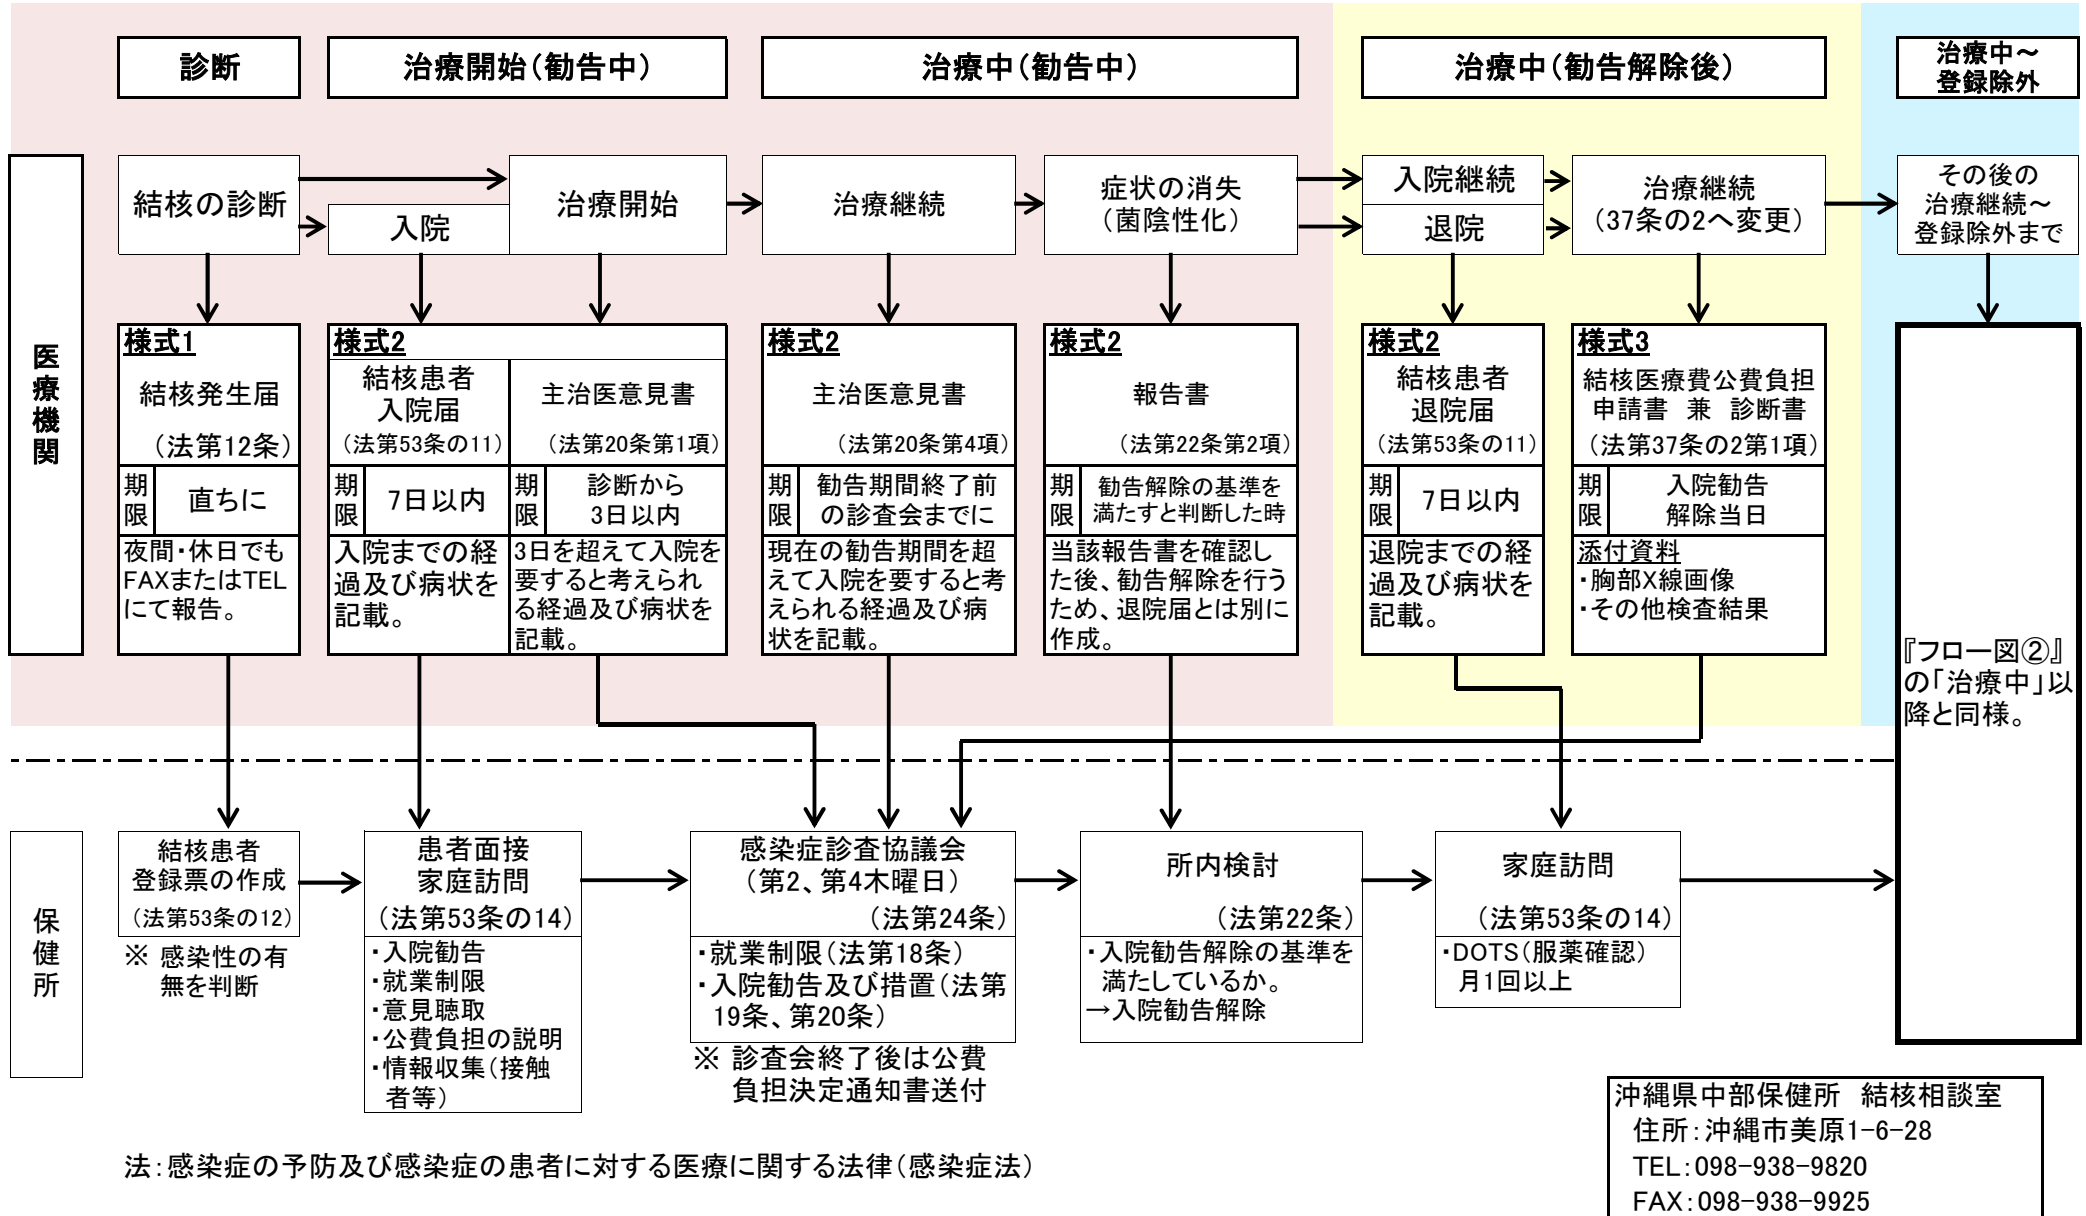 診断
治療開始(勧告中)
治療中(勧告中)
治療中(勧告解除後)
治療中～
登録除外
医療機関
結核の診断
入院
治療開始
治療継続
症状の消失
(菌陰性化)
入院継続
退院
治療継続
(37条の2へ変更)
その後の
治療継続～
登録除外まで
様式1
結核発生届
(法第12条)
期限
直ちに
夜間・休日でも
FAXまたはTEL
にて報告。
様式2
結核患者
入院届
(法第53条の11)
期限
7日以内
入院までの経
過及び病状を
記載。
主治医意見書
(法第20条第1項)
期限
診断から
3日以内
3日を超えて入院を
要すると考えられ
る経過及び病状を
記載。
様式2
主治医意見書
(法第20条第4項)
期限
勧告期間終了前
の診査会までに
現在の勧告期間を超
えて入院を要すると考
えられる経過及び病
状を記載。
様式2
報告書
(法第22条第2項)
期限
勧告解除の基準を
満たすと判断した時
当該報告書を確認し
た後、勧告解除を行う
ため、退院届とは別に
作成。
様式2
結核患者
退院届
(法第53条の11)
期限
7日以内
退院までの経
過及び病状を
記載。
様式3
結核医療費公費負担
申請書　兼　診断書
(法第37条の2第1項)
期限
入院勧告
解除当日
添付資料
・胸部X線画像
・その他検査結果
『フロー図②』
の「治療中」以
降と同様。
保健所
結核患者
登録票の作成
(法第53条の12)
※ 感染性の有
無を判断
患者面接
家庭訪問
(法第53条の14)
・入院勧告
・就業制限
・意見聴取
・公費負担の説明
・情報収集(接触
者等)
感染症診査協議会
(第2、第4木曜日)
(法第24条)
・就業制限(法第18条)
・入院勧告及び措置(法第
19条、第20条)
※ 診査会終了後は公費
負担決定通知書送付
所内検討
(法第22条)
・入院勧告解除の基準を
満たしているか。
→入院勧告解除
家庭訪問
(法第53条の14)
・DOTS(服薬確認)
月1回以上
法:感染症の予防及び感染症の患者に対する医療に関する法律(感染症法)
沖縄県中部保健所　結核相談室
住所:沖縄市美原1-6-28
TEL:098-938-9820
FAX:098-938-9925